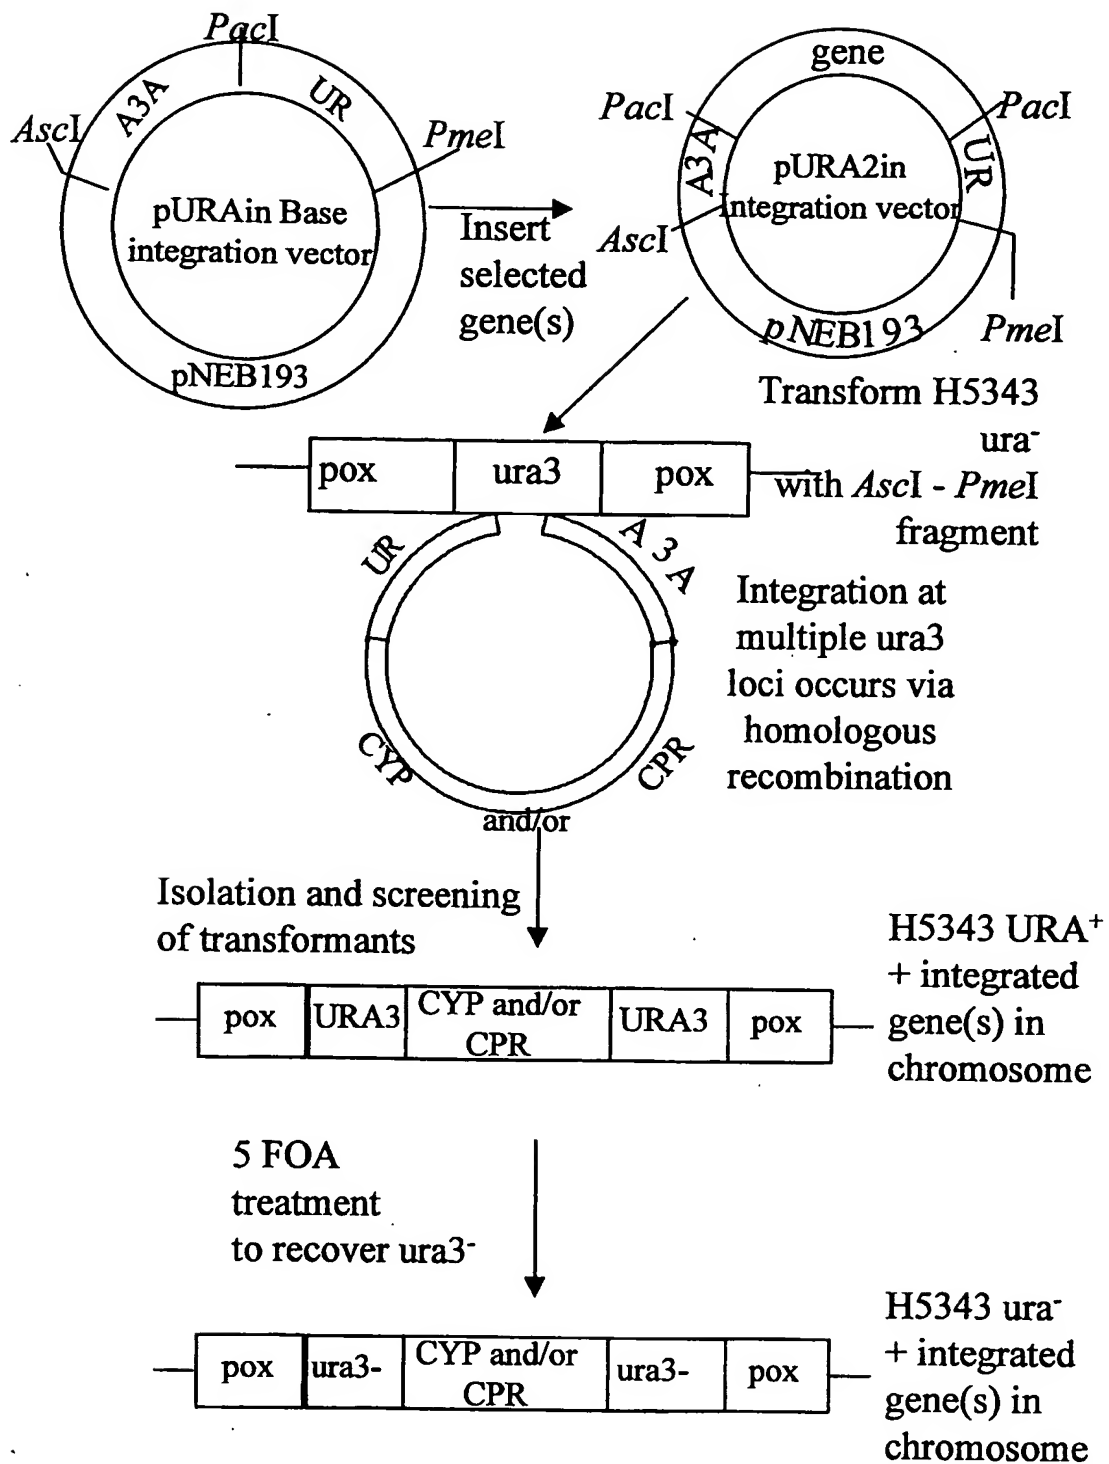 PacI
A3A
UR
AscI
PmeI
pURAin Base
integration vector
pNEB193
Insert
selected
gene(s)
gene
PacI
PacI
A3A
UR
pURA2in
integration vector
AscI
pNEB193
PmeI
Transform H5343
ura-
with AscI - PmeI
fragment
pox
ura3
pox
UR
A3A
Integration at
multiple ura3
loci occurs via
homologous
recombination
CYP
CPR
and/or
Isolation and screening
of transformants
pox
URA3
CYP and/or
CPR
URA3
pox
H5343 URA+
+ integrated
gene(s) in
chromosome
5 FOA
treatment
to recover ura3-
pox
ura3-
CYP and/or
CPR
ura3-
pox
H5343 ura-
+ integrated
gene(s) in
chromosome